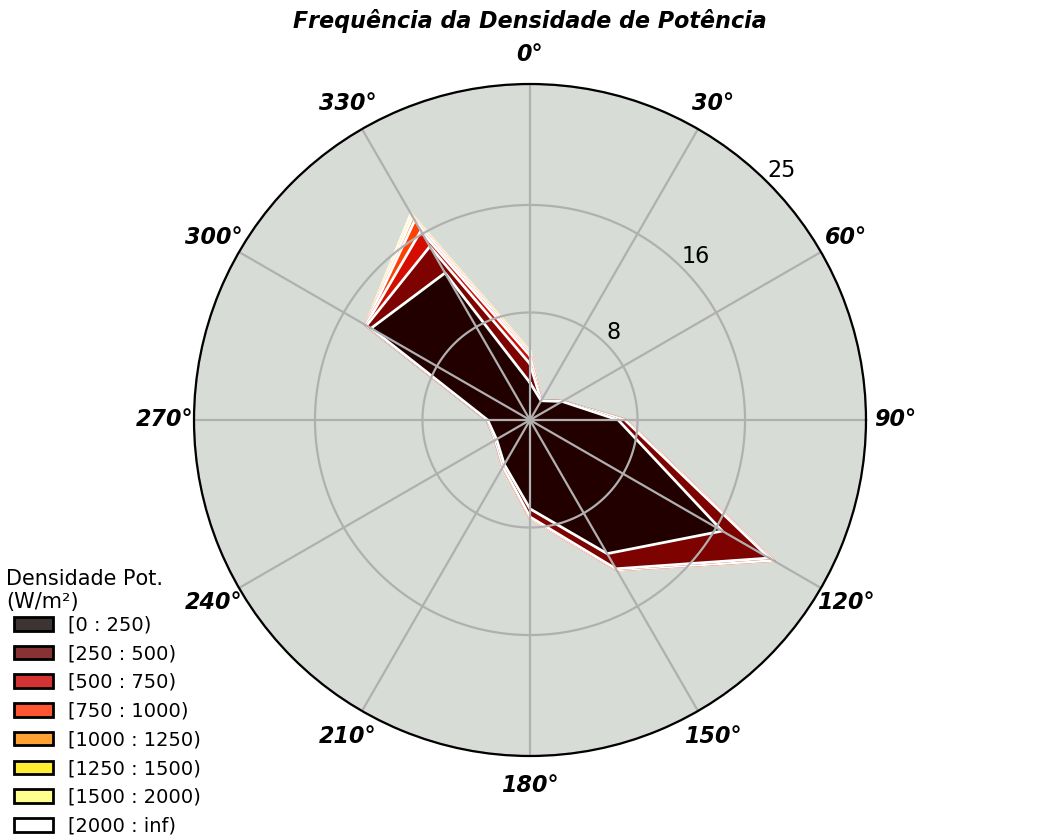 Frequência da Densidade de Potência
0°
330°
30°
25
300°
60°
16
8
270°
90°
240°
120°
210°
150°
180°
Densidade Pot.
(W/m²)
[0 : 250)
[250 : 500)
[500 : 750)
[750 : 1000)
[1000 : 1250)
[1250 : 1500)
[1500 : 2000)
[2000 : inf)